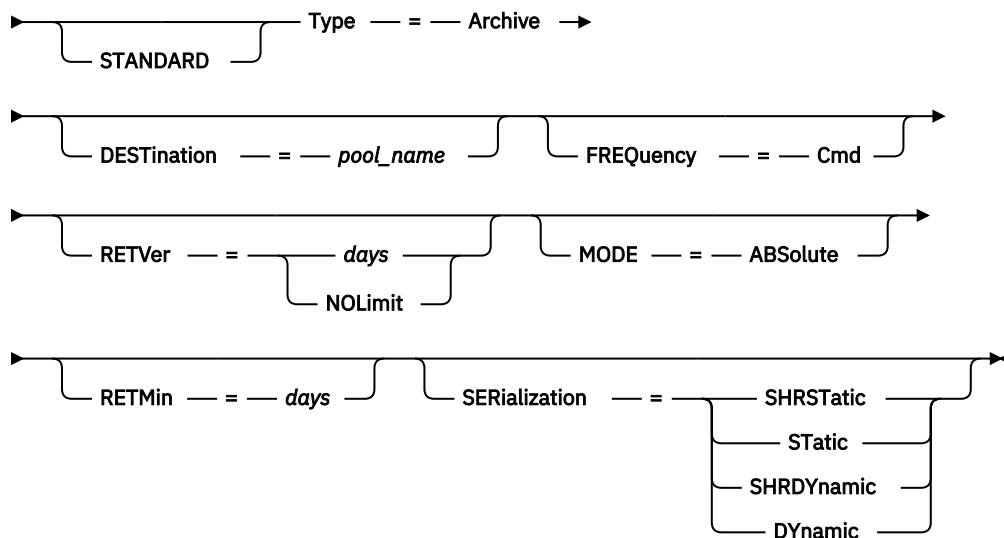 Type = Archive
STANDARD
DESTination = pool_name FREQuency = Cmd
RETVer = days MODE = ABSolute
NOLimit
RETMin = days SERialization = SHRSTatic
STatic
SHRDYnamic
DYnamic